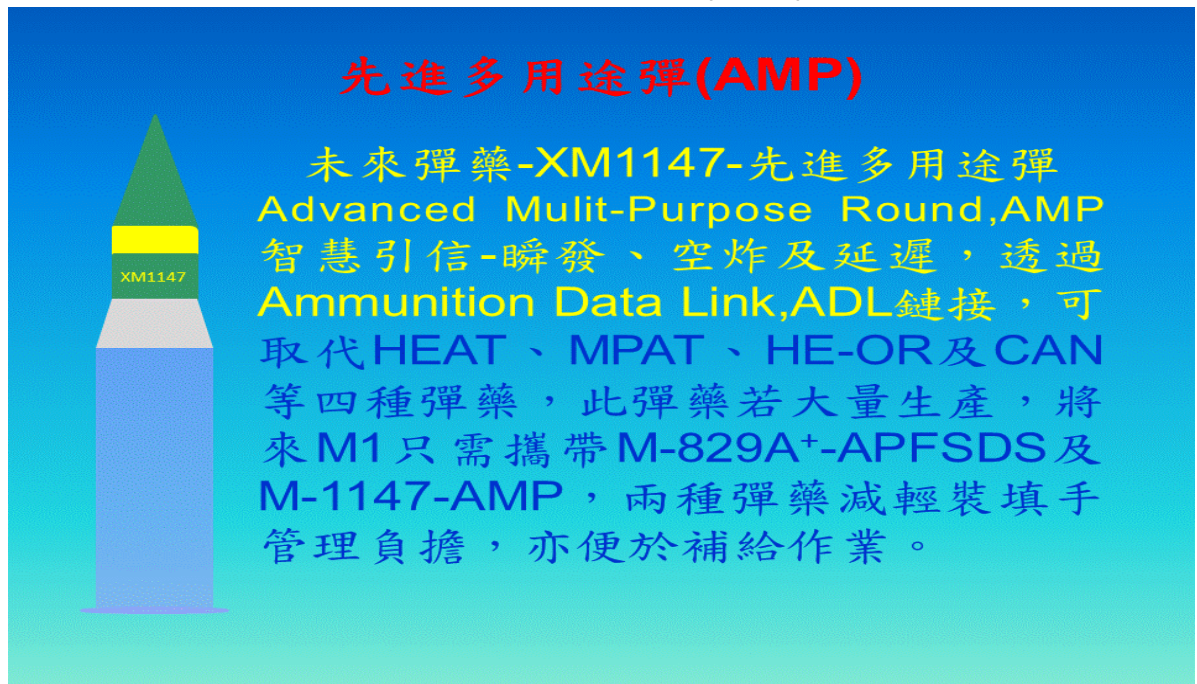 先進多用途彈(AMP)
未來彈藥-XM1147-先進多用途彈
Advanced Mulit-Purpose Round,AMP
智慧引信-瞬發、空炸及延遲，透過
Ammunition Data Link,ADL鏈接，可
取代HEAT、MPAT、HE-OR及CAN
等四種彈藥，此彈藥若大量生產，將
來M1只需攜帶M-829A⁺-APFSDS及
M-1147-AMP，兩種彈藥減輕裝填手
管理負擔，亦便於補給作業。
XM1147